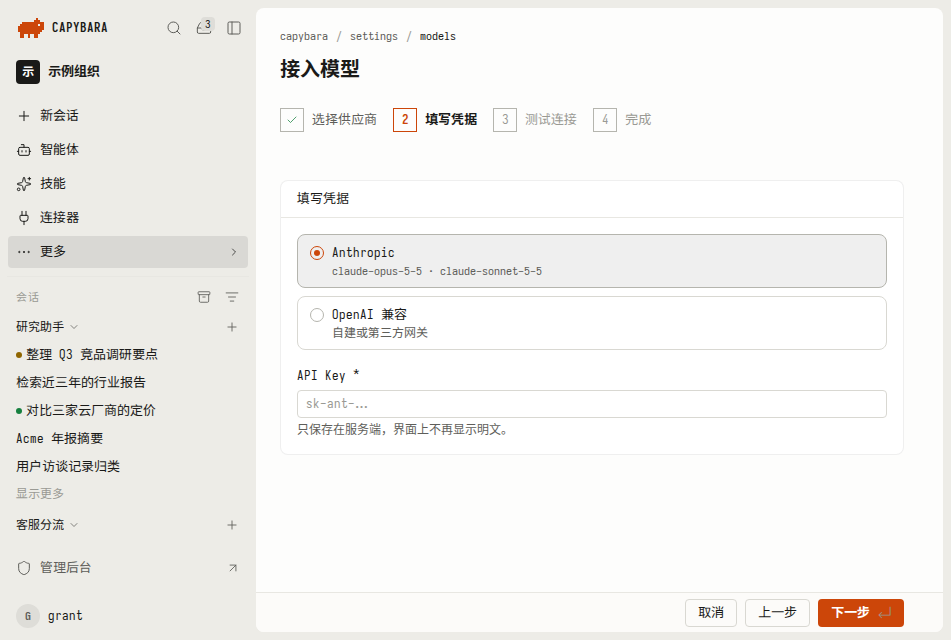 CAPYBARA
3
示 示例组织
新会话
智能体
技能
连接器
更多
会话
研究助手
整理 Q3 竞品调研要点
检索近三年的行业报告
对比三家云厂商的定价
Acme 年报摘要
用户访谈记录归类
显示更多
客服分流
管理后台
G grant
capybara / settings / models
接入模型
选择供应商 2 填写凭据 3 测试连接 4 完成
填写凭据
Anthropic
claude-opus-5-5 · claude-sonnet-5-5
OpenAI 兼容
自建或第三方网关
API Key *
sk-ant-...
只保存在服务端，界面上不再显示明文。
取消 上一步 下一步